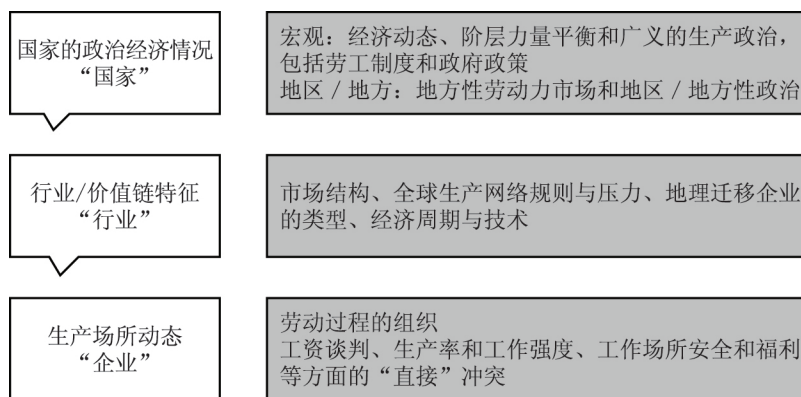 国家的政治经济情况
“国家”
宏观：经济动态、阶层力量平衡和广义的生产政治，
包括劳工制度和政府政策
地区／地方：地方性劳动力市场和地区／地方性政治
行业/价值链特征
“行业”
市场结构、全球生产网络规则与压力、地理迁移企业
的类型、经济周期与技术
生产场所动态
“企业”
劳动过程的组织
工资谈判、生产率和工作强度、工作场所安全和福利
等方面的“直接”冲突